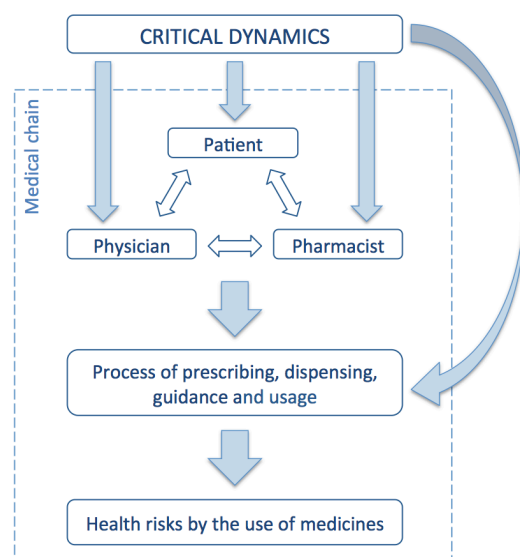 CRITICAL DYNAMICS
Medical chain
Patient
Physician
Pharmacist
Process of prescribing, dispensing,
guidance and usage
Health risks by the use of medicines